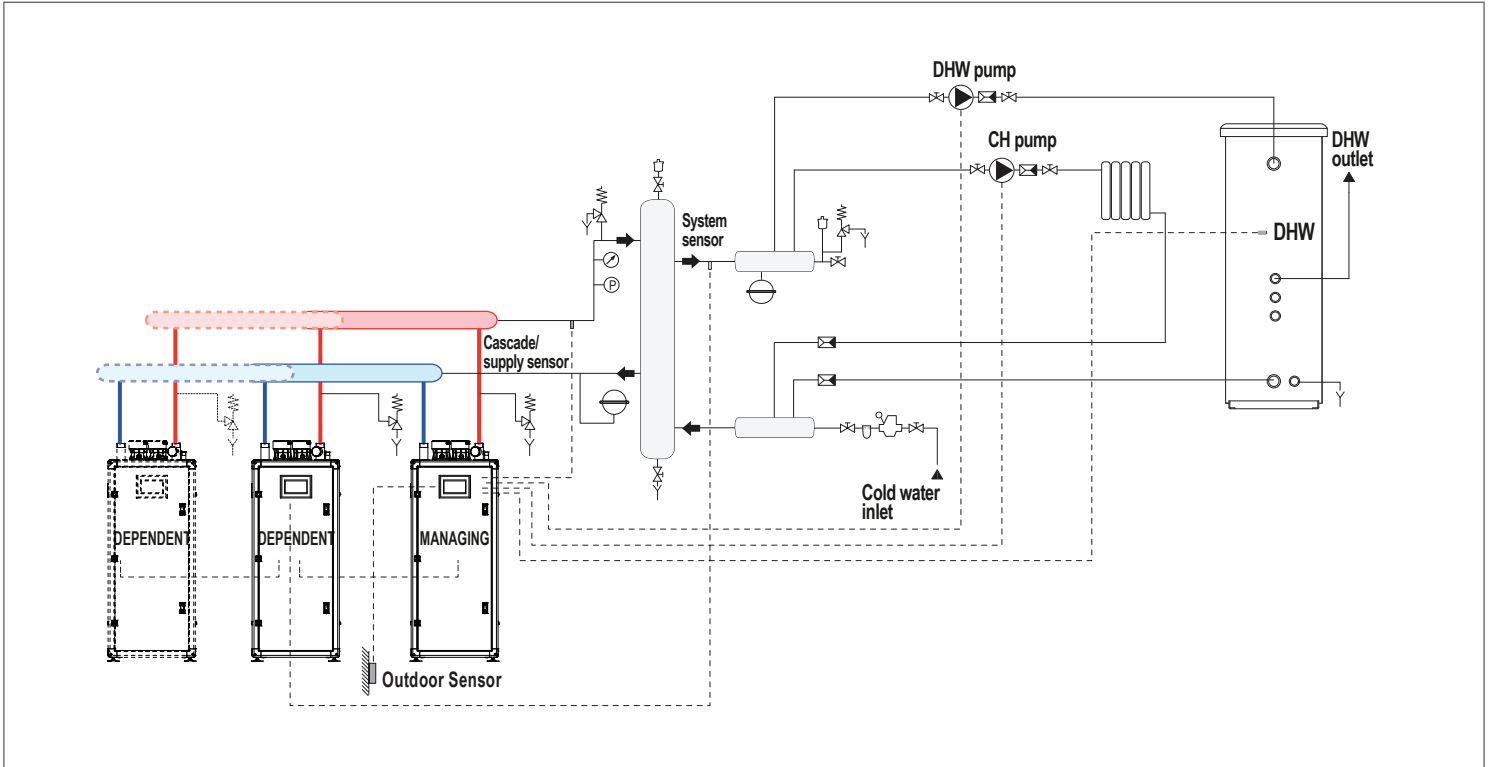 DHW pump
CH pump
DHW
outlet
System
sensor
DHW
P
Cascade/
supply sensor
Cold water
inlet
DEPENDENT
DEPENDENT
MANAGING
Outdoor Sensor